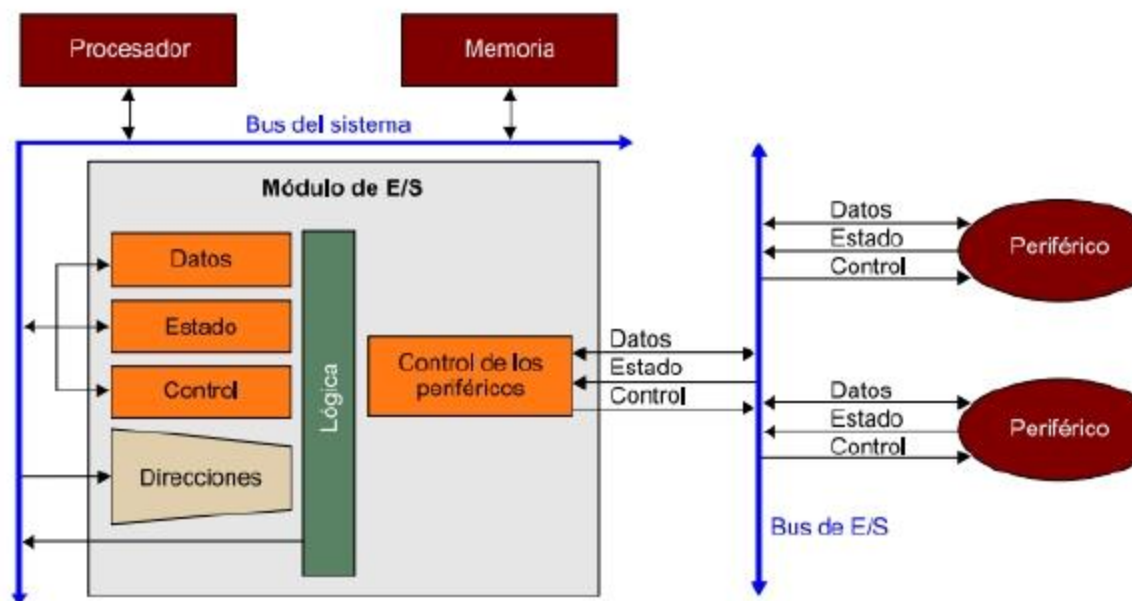 Procesador
Memoria
Bus del sistema
Módulo de E/S
Datos
Estado
Control
Direcciones
Lógica
Control de los
periféricos
Datos
Estado
Control
Datos
Estado
Control
Periférico
Datos
Estado
Control
Periférico
Bus de E/S